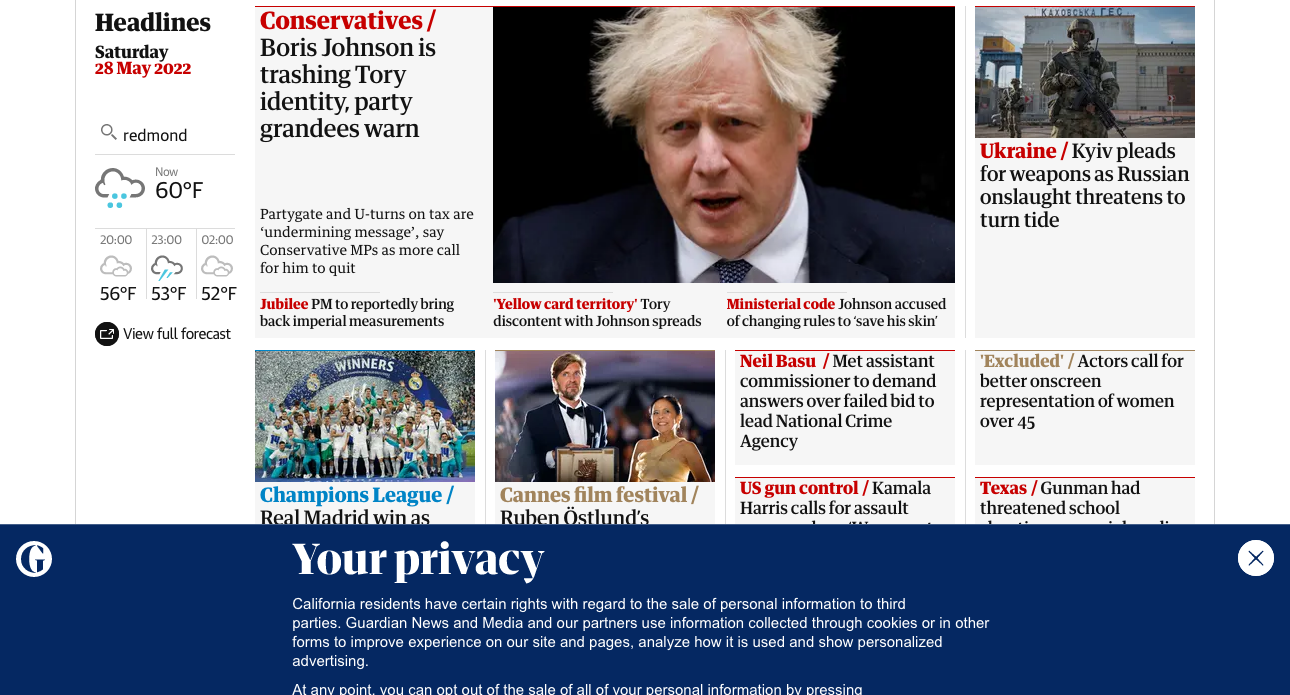 Headlines
Saturday
28 May 2022
redmond
Now
60°F
20:00
23:00
02:00
56°F
53°F
52°F
View full forecast
Conservatives /
Boris Johnson is
trashing Tory
identity, party
grandees warn
Partygate and U-turns on tax are
‘undermining message’, say
Conservative MPs as more call
for him to quit
Jubilee PM to reportedly bring
back imperial measurements
'Yellow card territory' Tory
discontent with Johnson spreads
Ministerial code Johnson accused
of changing rules to ‘save his skin’
КАХОВСЬКА ГЕС
Ukraine / Kyiv pleads
for weapons as Russian
onslaught threatens to
turn tide
WINNERS
Champions League /
Real Madrid win as
Cannes film festival /
Ruben Östlund’s
Neil Basu / Met assistant
commissioner to demand
answers over failed bid to
lead National Crime
Agency
'Excluded' / Actors call for
better onscreen
representation of women
over 45
US gun control / Kamala
Harris calls for assault
Texas / Gunman had
threatened school
Your privacy
California residents have certain rights with regard to the sale of personal information to third
parties. Guardian News and Media and our partners use information collected through cookies or in other
forms to improve experience on our site and pages, analyze how it is used and show personalized
advertising.
At any point, you can opt out of the sale of all of your personal information by pressing